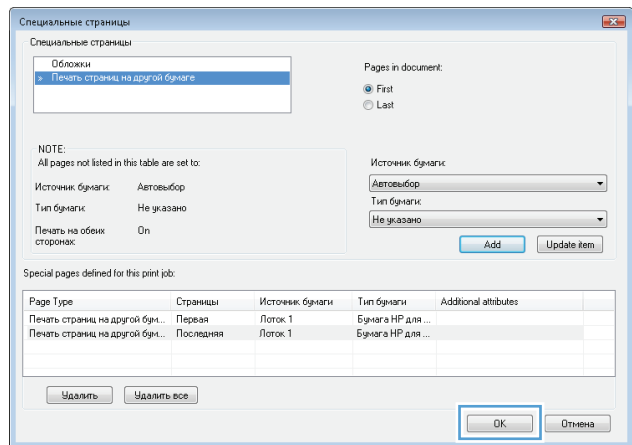 Специальные страницы
Специальные страницы
Обложки
» Печать страниц на другой бумаге
Pages in document:
First
Last
NOTE:
All pages not listed in this table are set to:
Источник бумаги: Автовыбор
Тип бумаги: Не указано
Печать на обеих сторонах: On
Источник бумаги:
Автовыбор
Тип бумаги:
Не указано
Add Update item
Special pages defined for this print job:
Page Type Страницы Источник бумаги Тип бумаги Additional attributes
Печать страниц на другой бум... Первая Лоток 1 Бумага HP для ...
Печать страниц на другой бум... Последняя Лоток 1 Бумага HP для ...
Удалить Удалить все
OK Отмена